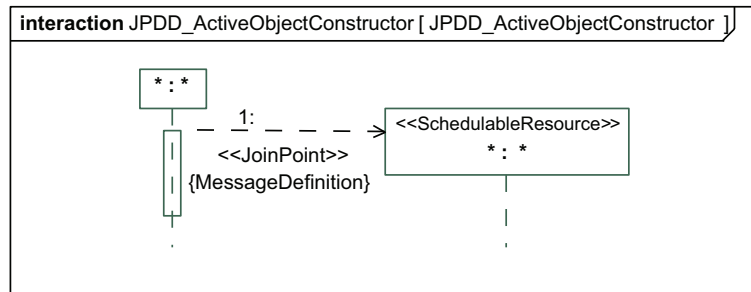 interaction JPDD_ActiveObjectConstructor [ JPDD_ActiveObjectConstructor ]
* : *
1:
<<SchedulableResource>>
* : *
<<JoinPoint>>
{MessageDefinition}